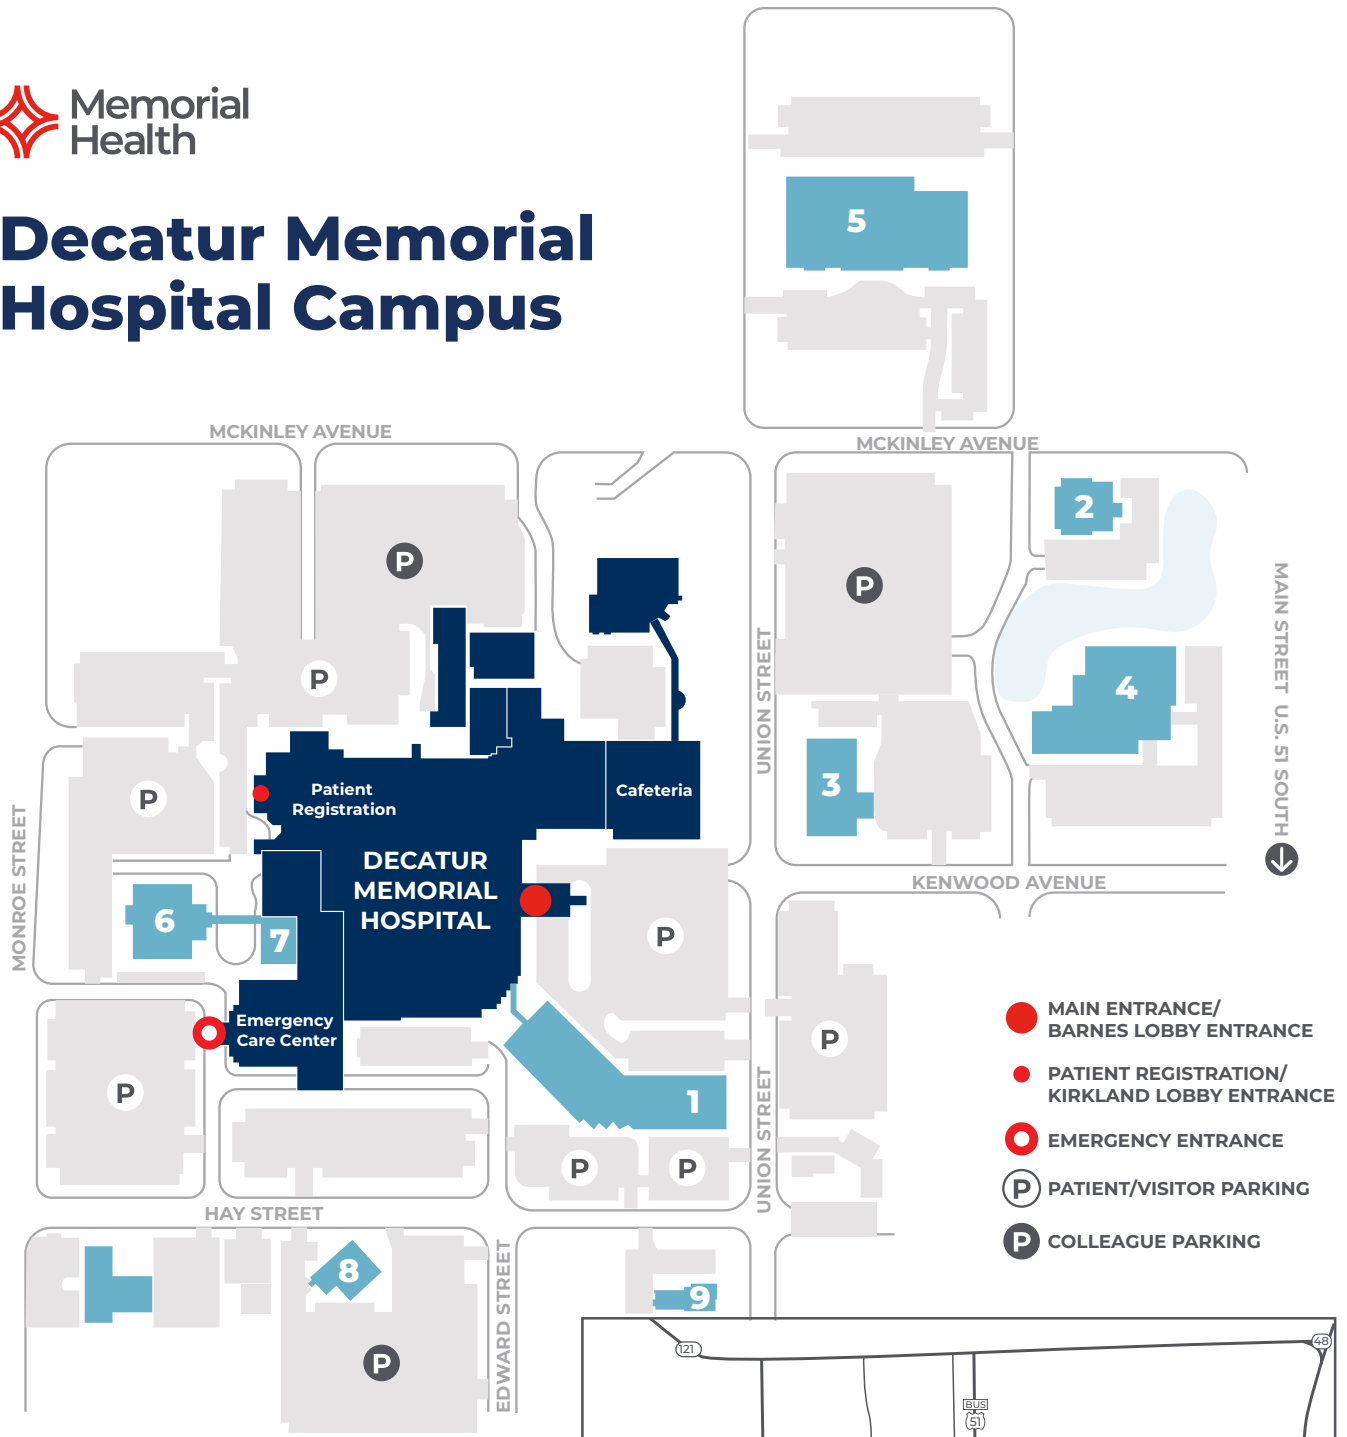 Memorial
Health
Decatur Memorial
Hospital Campus
5
MCKINLEY AVENUE
MCKINLEY AVENUE
2
P
P
MAIN STREET U.S. 51 SOUTH
UNION STREET
P
4
3
P
Patient
Registration
Cafeteria
MONROE STREET
DECATUR
MEMORIAL
HOSPITAL
KENWOOD AVENUE
6
7
P
Emergency
Care Center
P
P
1
UNION STREET
P
P
MAIN ENTRANCE/
BARNES LOBBY ENTRANCE
PATIENT REGISTRATION/
KIRKLAND LOBBY ENTRANCE
EMERGENCY ENTRANCE
P PATIENT/VISITOR PARKING
P COLLEAGUE PARKING
HAY STREET
EDWARD STREET
8
9
P
121
48
BUS
51